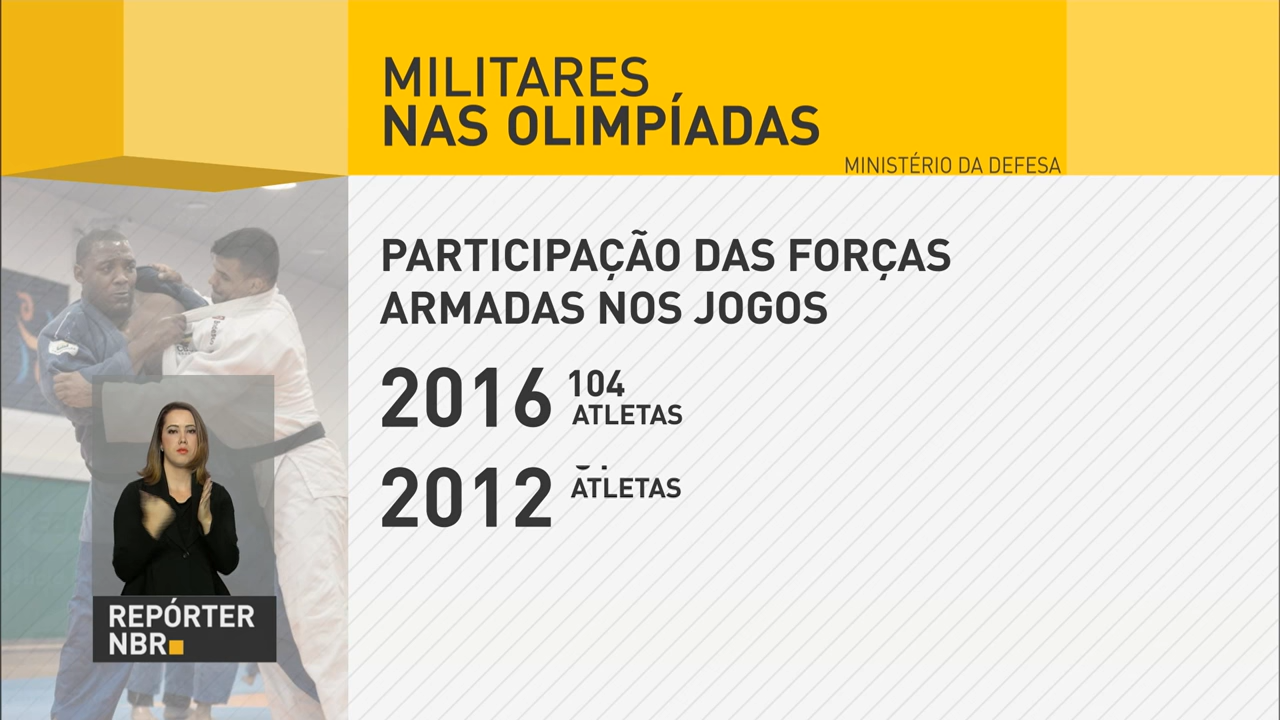 MILITARES
NAS OLIMPÍADAS
MINISTÉRIO DA DEFESA
PARTICIPAÇÃO DAS FORÇAS
ARMADAS NOS JOGOS
2016 104
ATLETAS
2012
ATLETAS
REPÓRTER
NBR